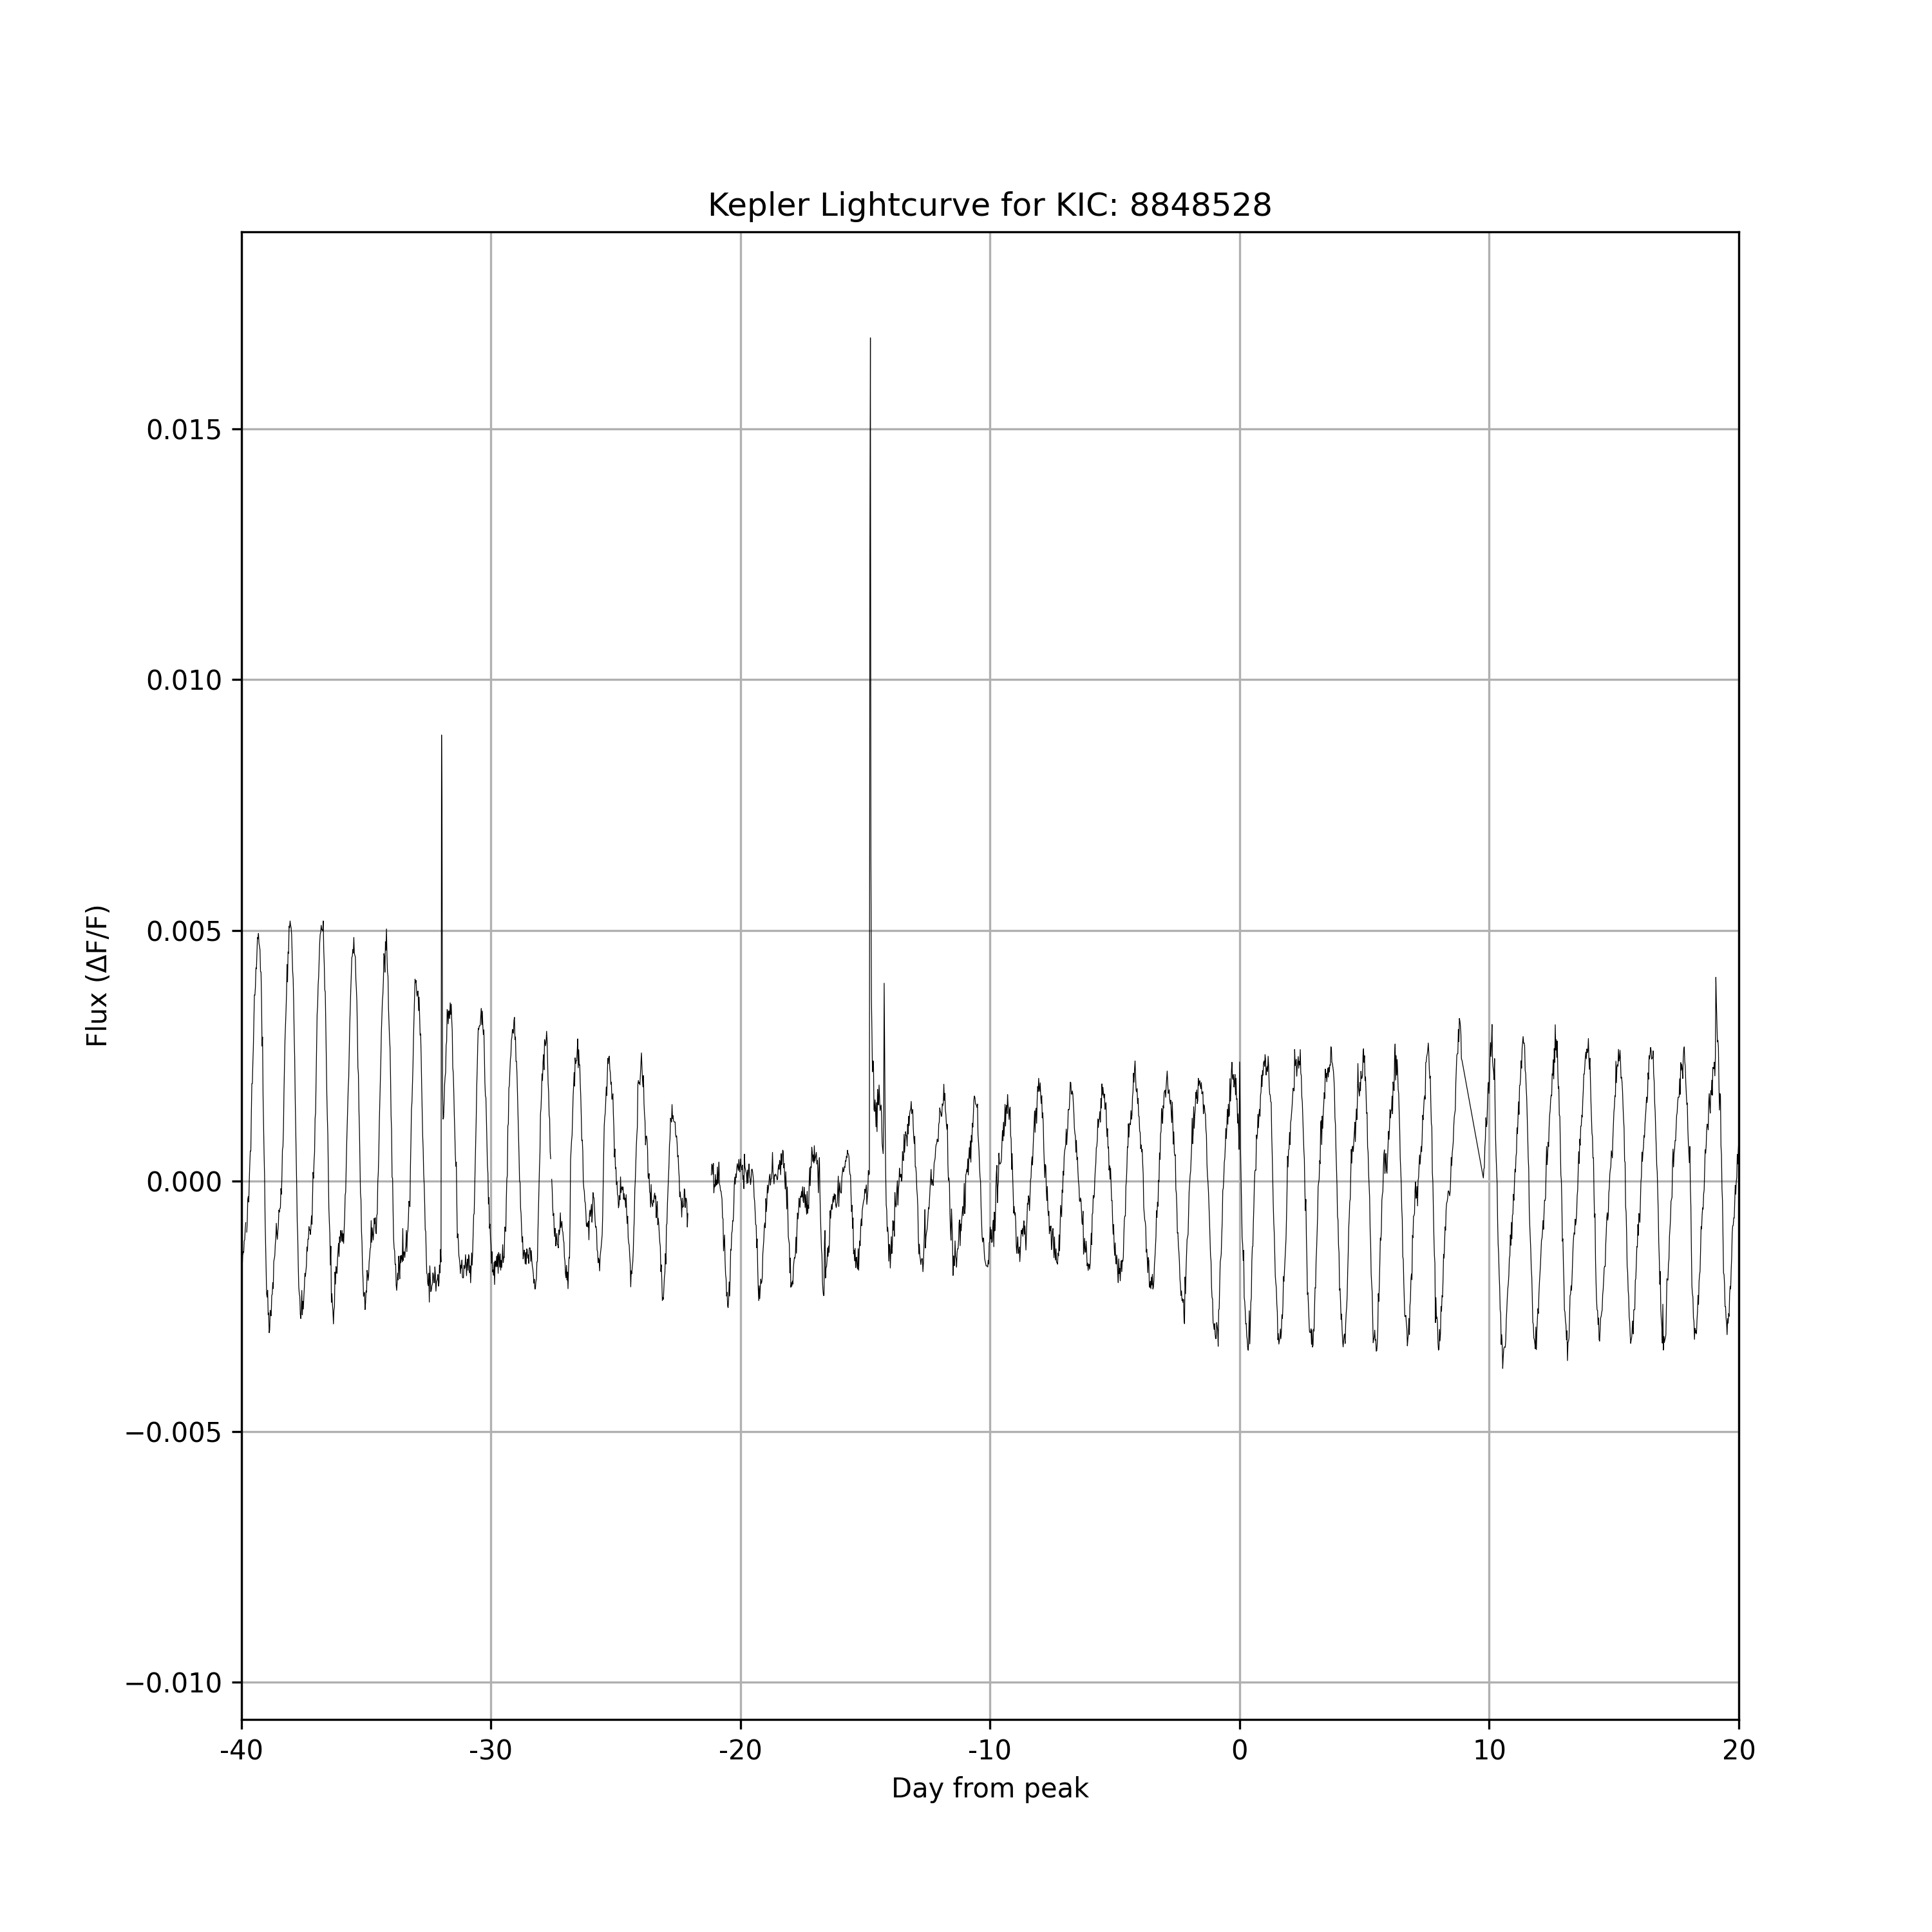 Kepler Lightcurve for KIC: 8848528
0.015
0.010
0.005
0.000
−0.005
−0.010
Flux (ΔF/F)
-40 -30 -20 -10 0 10 20
Day from peak